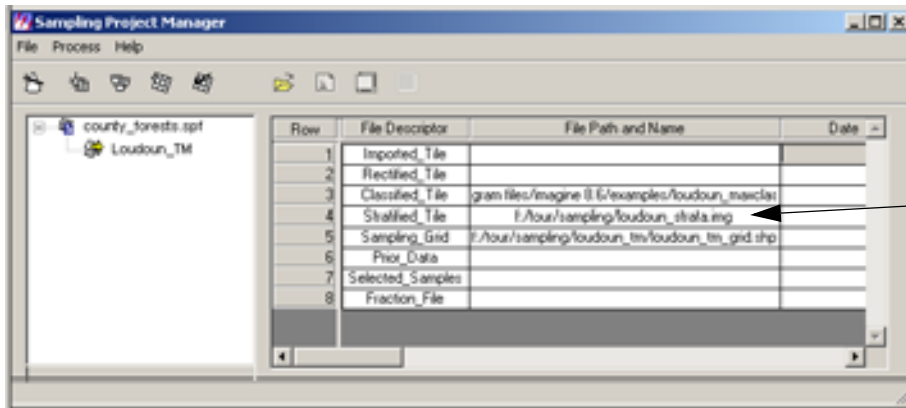 Sampling Project Manager
File Process Help
county_forests.spf
Loudoun_TM
Row File Descriptor File Path and Name Date
1 Imported_Tile
2 Rectified_Tile
3 Classified_Tile gram files/imagine 8.6/examples/loudoun_maxclas
4 Stratified_Tile f:/tour/sampling/loudoun_strata.img
5 Sampling_Grid f:/tour/sampling/loudoun_tm/loudoun_tm_grid.shp
6 Prior_Data
7 Selected_Samples
8 Fraction_File